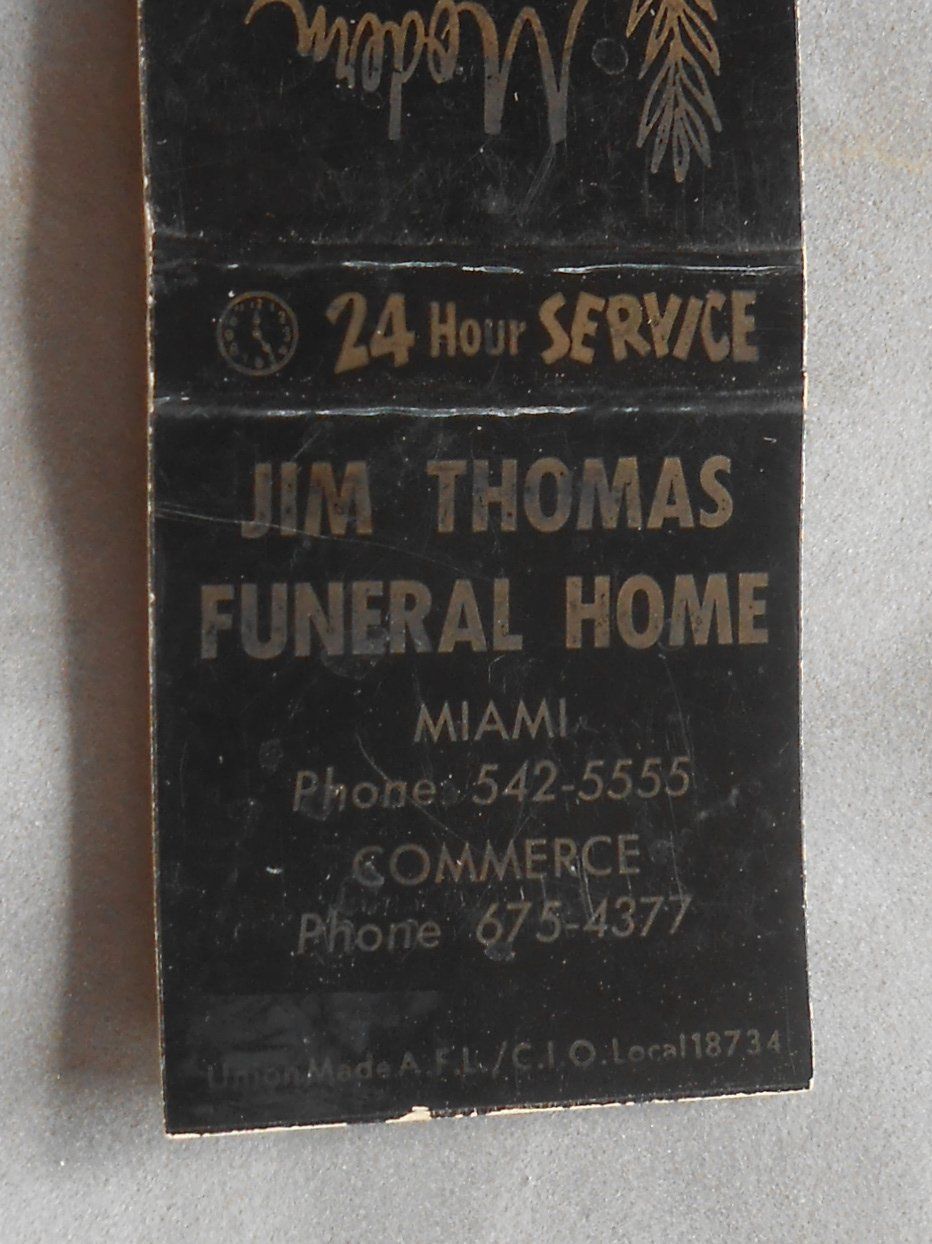 Modern
24 Hour SERVICE
JIM THOMAS
FUNERAL HOME
MIAMI
Phone 542-5555
COMMERCE
Phone 675-4377
Union Made A.F.L./C.I.O. Local 18734